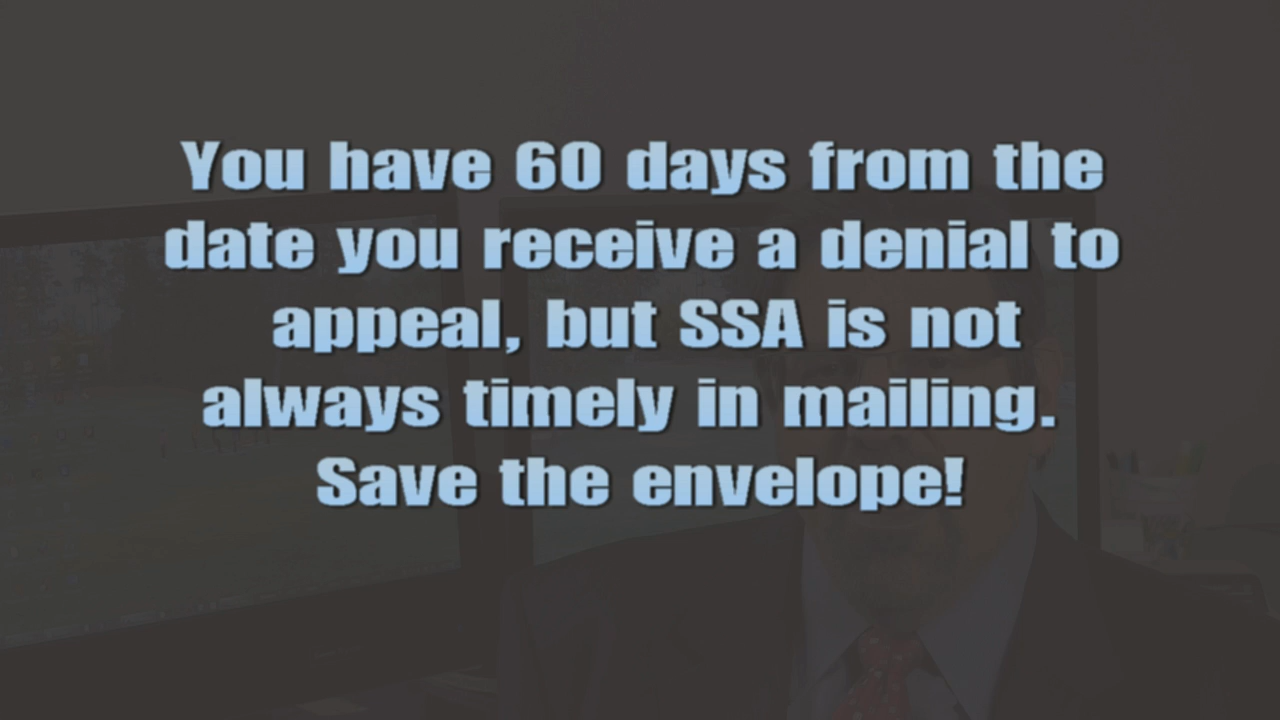 You have 60 days from the
date you receive a denial to
appeal, but SSA is not
always timely in mailing.
Save the envelope!